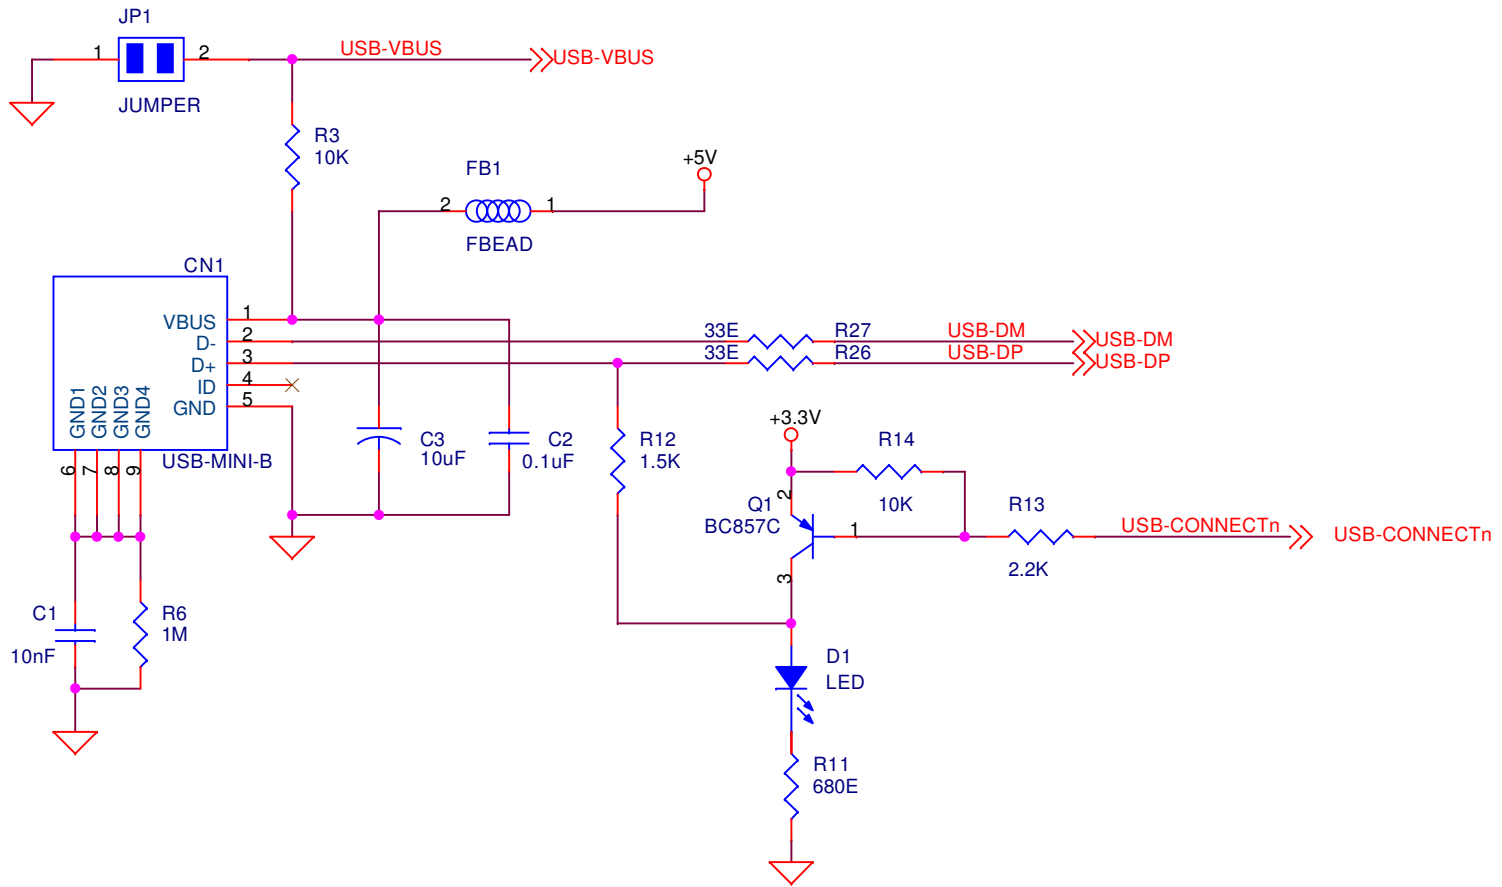 JP1
1
2
JUMPER
USB-VBUS
USB-VBUS
R3
10K
FB1
2
1
FBEAD
+5V
CN1
VBUS
1
D-
2
D+
3
ID
4
GND
5
GND1
GND2
GND3
GND4
USB-MINI-B
6
7
8
9
33E
R27
USB-DM
USB-DM
33E
R26
USB-DP
USB-DP
C3
10uF
C2
0.1uF
R12
1.5K
+3.3V
R14
10K
2
Q1
BC857C
1
3
R13
2.2K
USB-CONNECTn
USB-CONNECTn
C1
10nF
R6
1M
D1
LED
R11
680E